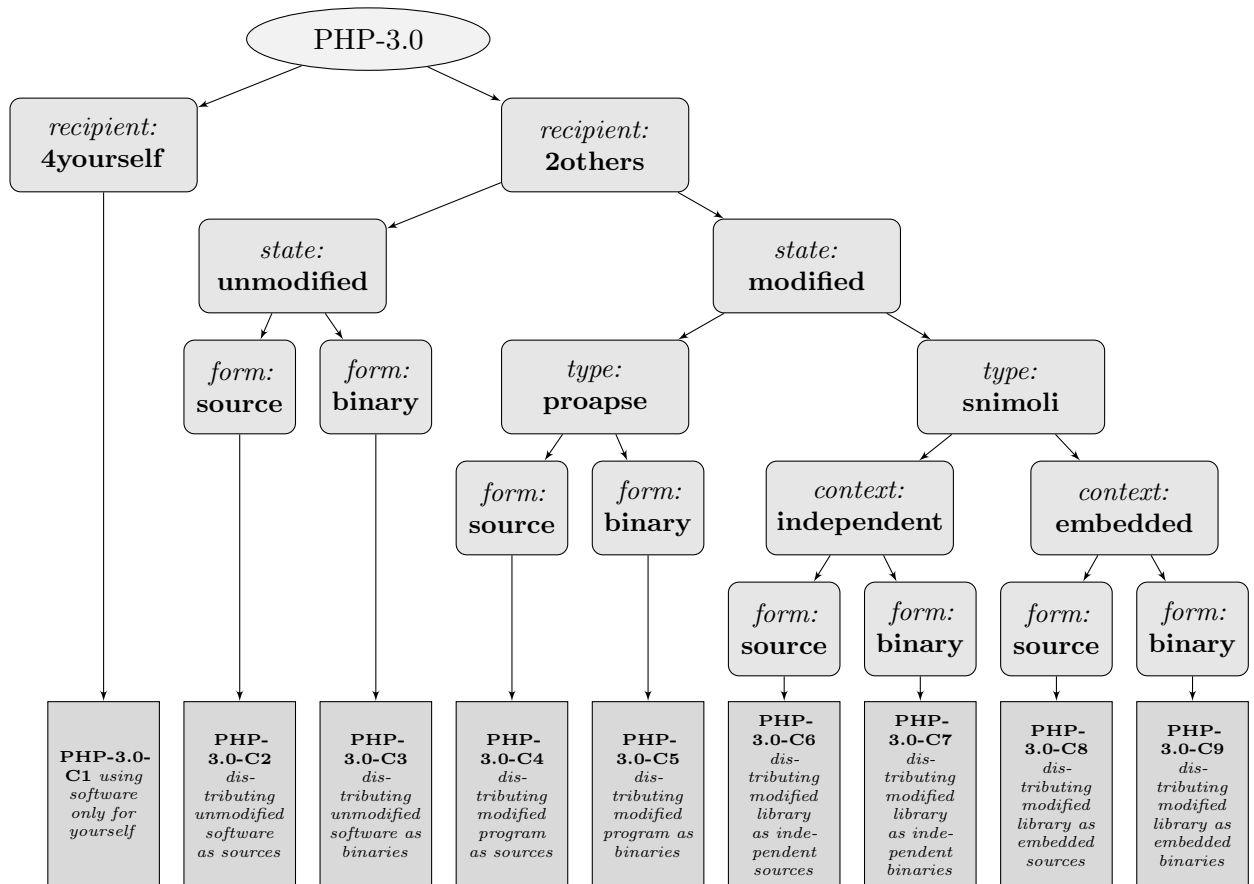 PHP-3.0
recipient:
4yourself
recipient:
2others
state:
unmodified
state:
modified
form:
source
form:
binary
type:
proapse
type:
snimoli
form:
source
form:
binary
context:
independent
context:
embedded
form:
source
form:
binary
form:
source
form:
binary
PHP-3.0-
C1 using
software
only for
yourself
PHP-
3.0-C2
dis-
tributing
unmodified
software
as sources
PHP-
3.0-C3
dis-
tributing
unmodified
software as
binaries
PHP-
3.0-C4
dis-
tributing
modified
program
as sources
PHP-
3.0-C5
dis-
tributing
modified
program as
binaries
PHP-
3.0-C6
dis-
tributing
modified
library
as inde-
pendent
sources
PHP-
3.0-C7
dis-
tributing
modified
library
as inde-
pendent
binaries
PHP-
3.0-C8
dis-
tributing
modified
library as
embedded
sources
PHP-
3.0-C9
dis-
tributing
modified
library as
embedded
binaries